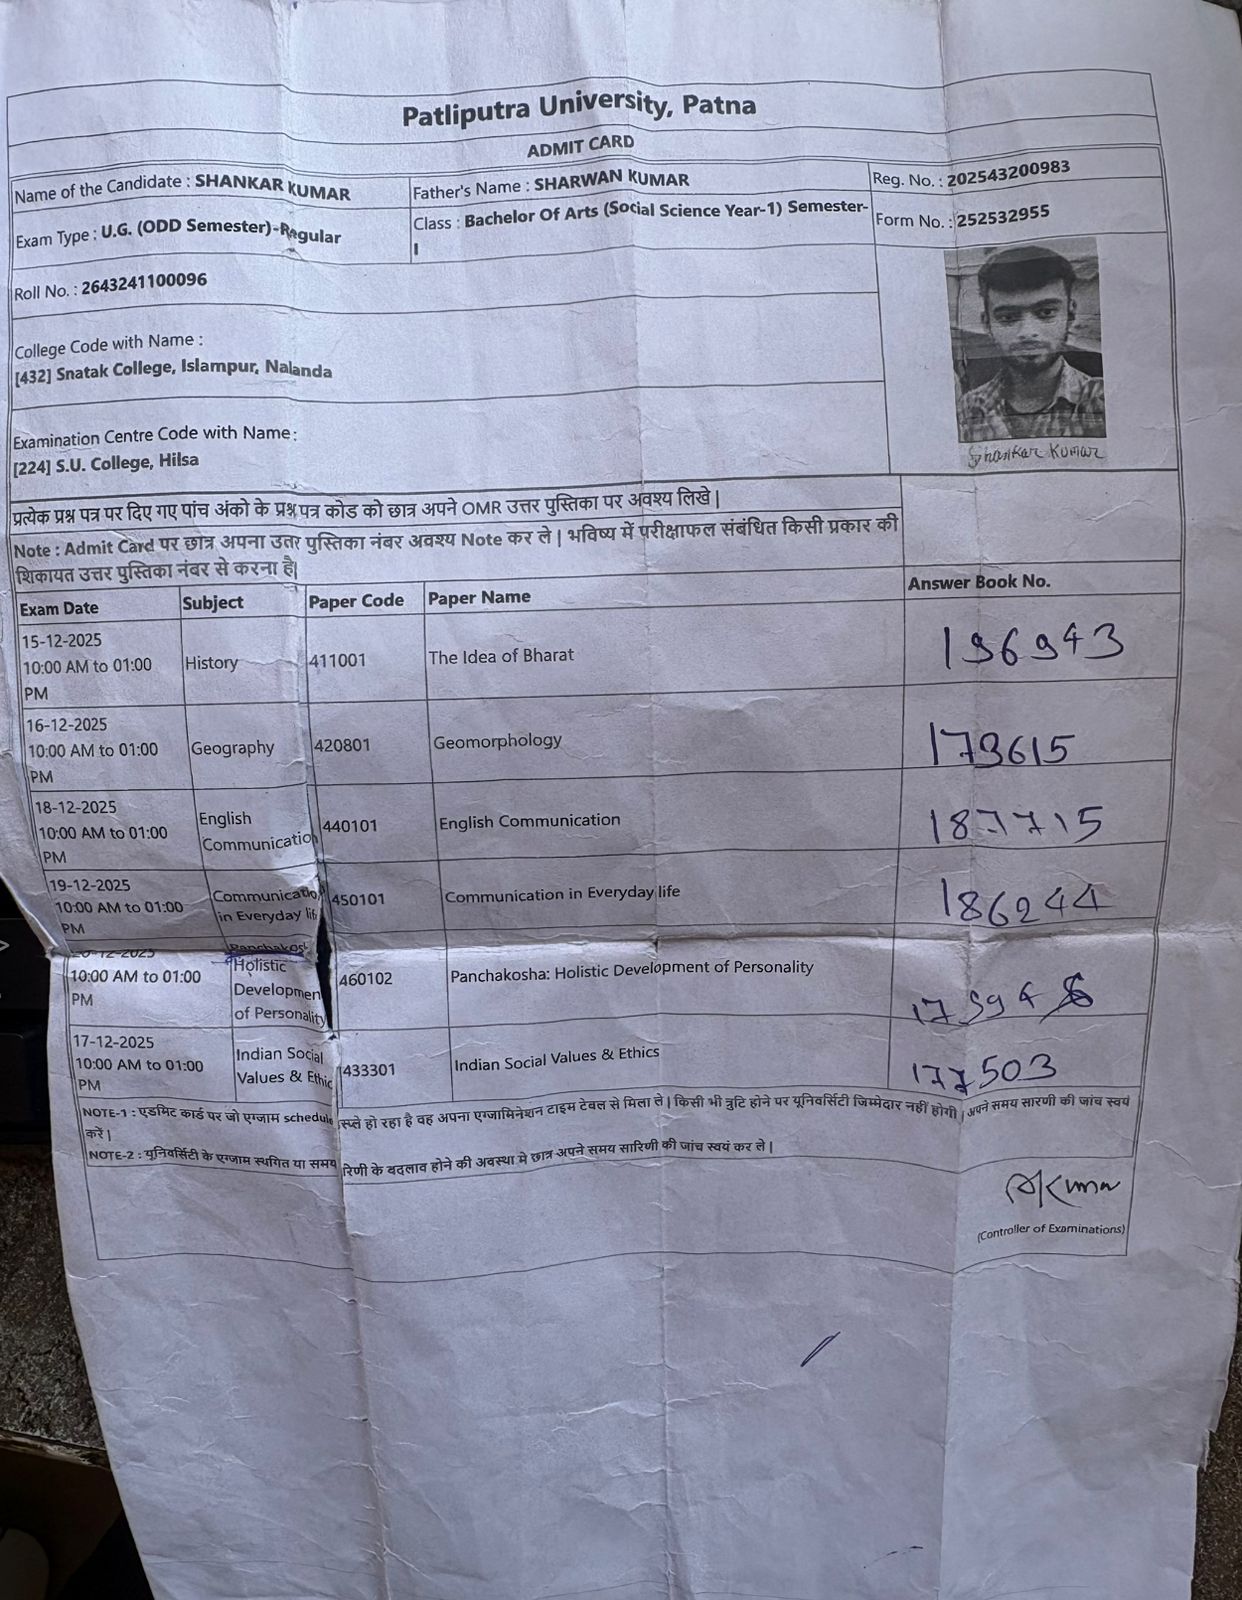 Patliputra University, Patna
ADMIT CARD
Name of the Candidate : SHANKAR KUMAR
Father's Name : SHARWAN KUMAR
Reg. No. : 202543200983
Exam Type : U.G. (ODD Semester)-Regular
Class : Bachelor Of Arts (Social Science Year-1) Semester-
I
Form No. : 252532955
Roll No. : 2643241100096
College Code with Name :
[432] Snatak College, Islampur, Nalanda
Examination Centre Code with Name :
[224] S.U. College, Hilsa
Shankar Kumar
प्रत्येक प्रश्न पत्र पर दिए गए पांच अंको के प्रश्न पत्र कोड को छात्र अपने OMR उत्तर पुस्तिका पर अवश्य लिखे |
Note : Admit Card पर छात्र अपना उतर पुस्तिका नंबर अवश्य Note कर ले | भविष्य में परीक्षाफल संबंधित किसी प्रकार की
शिकायत उत्तर पुस्तिका नंबर से करना है|
Exam Date Subject Paper Code Paper Name Answer Book No.
15-12-2025
10:00 AM to 01:00 History 411001 The Idea of Bharat
PM
16-12-2025
10:00 AM to 01:00 Geography 420801 Geomorphology 179615
PM
18-12-2025
English
10:00 AM to 01:00 440101 English Communication 187715
Communication
PM
19-12-2025
Communicatio
10:00 AM to 01:00 450101 Communication in Everyday life 186244
in Everyday lif
PM
20-12-2025
Panchakos
10:00 AM to 01:00 Holistic 460102 Panchakosha: Holistic Development of Personality
PM Developmen
of Personality
17-12-2025
10:00 AM to 01:00 Indian Social 433301 Indian Social Values & Ethics 177503
PM Values & Ethic
NOTE-1 : एडमिट कार्ड पर जो एग्जाम schedule स्प्ले हो रहा है वह अपना एग्जामिनेशन टाइम टेबल से मिला ले | किसी भी त्रुटि होने पर यूनिवर्सिटी जिम्मेदार नहीं होगी | अपने समय सारणी की जांच स्वयं
करें |
NOTE-2 : यूनिवर्सिटी के एग्जाम स्थगित या समय रिणी के बदलाव होने की अवस्था मे छात्र अपने समय सारिणी की जांच स्वयं कर ले |
(Controller of Examinations)